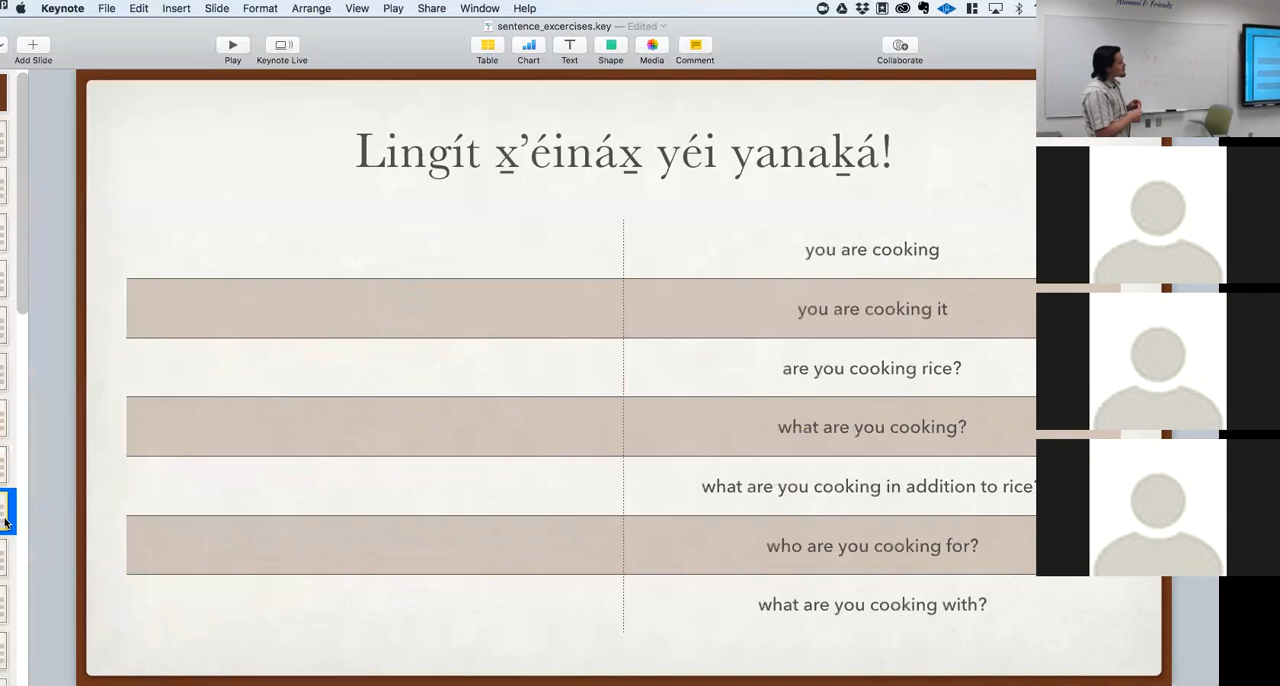 Keynote File Edit Insert Slide Format Arrange View Play Share Window Help
sentence_excercises.key — Edited
Add Slide Play Keynote Live Table Chart Text Shape Media Comment Collaborate
Alumni & Friends
Lingít x̲’éináx̲ yéi yanaḵá!
you are cooking
you are cooking it
are you cooking rice?
what are you cooking?
what are you cooking in addition to rice?
who are you cooking for?
what are you cooking with?